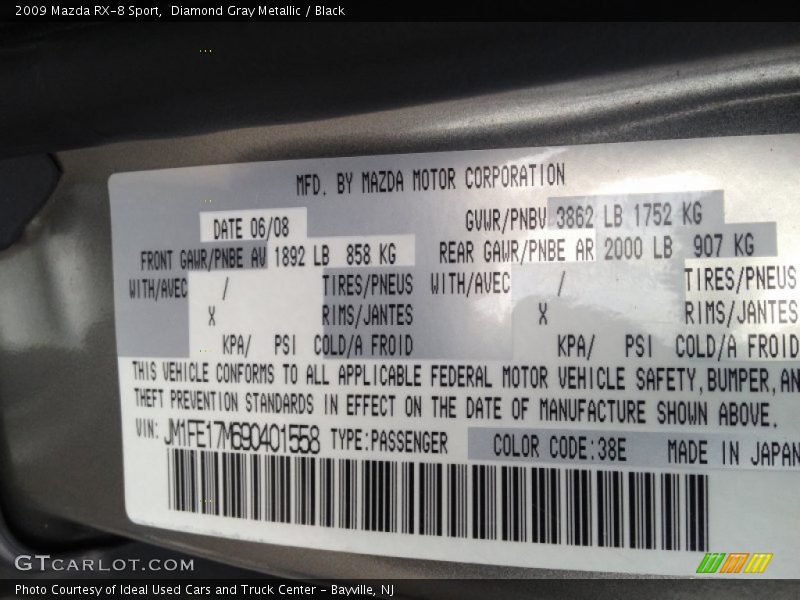 2009 Mazda RX-8 Sport,  Diamond Gray Metallic / Black
MFD. BY MAZDA MOTOR CORPORATION
DATE 06/08 GVWR/PNBV 3862 LB 1752 KG
FRONT GAWR/PNBE AV 1892 LB 858 KG REAR GAWR/PNBE AR 2000 LB 907 KG
WITH/AVEC / TIRES/PNEUS WITH/AVEC / TIRES/PNEUS
X RIMS/JANTES X RIMS/JANTES
KPA/ PSI COLD/A FROID KPA/ PSI COLD/A FROID
THIS VEHICLE CONFORMS TO ALL APPLICABLE FEDERAL MOTOR VEHICLE SAFETY, BUMPER, AN
THEFT PREVENTION STANDARDS IN EFFECT ON THE DATE OF MANUFACTURE SHOWN ABOVE.
VIN: JM1FE17M690401558 TYPE:PASSENGER COLOR CODE:38E MADE IN JAPAN
GTCARLOT.COM
Photo Courtesy of Ideal Used Cars and Truck Center - Bayville, NJ